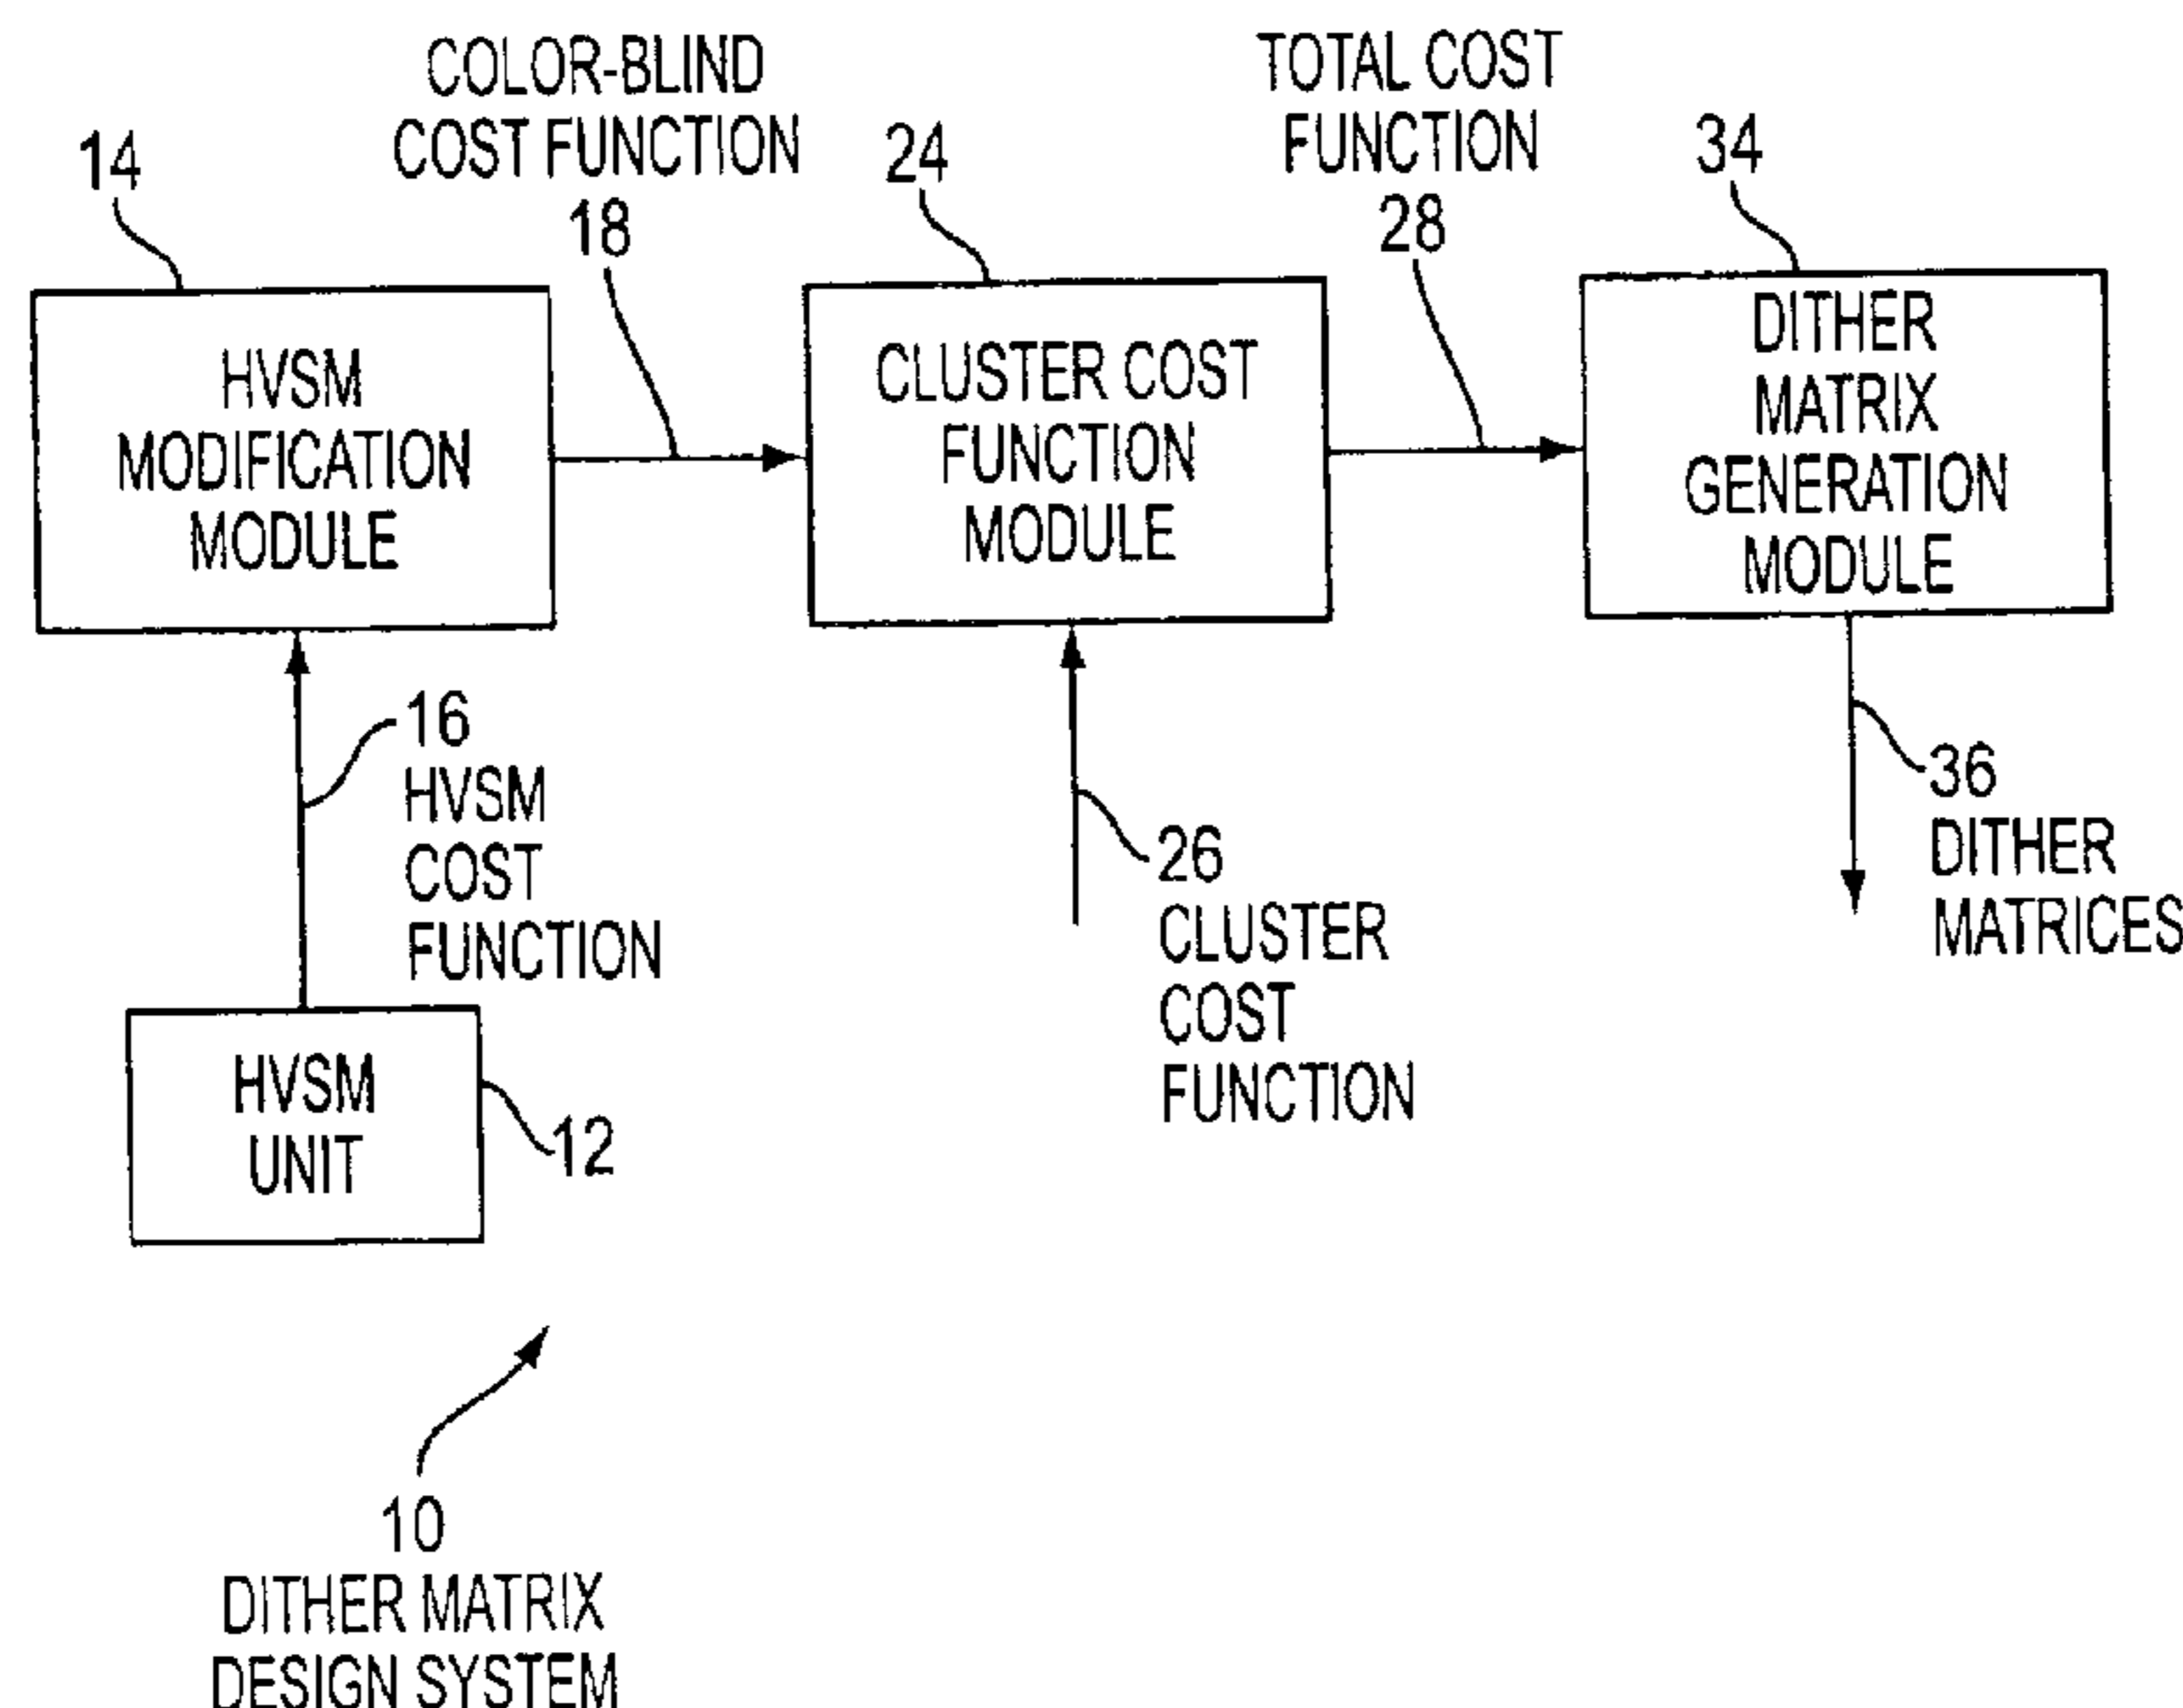 COLOR-BLIND
COST FUNCTION
18
TOTAL COST
FUNCTION
28
14
24
34
HVSM
MODIFICATION
MODULE
CLUSTER COST
FUNCTION
MODULE
DITHER
MATRIX
GENERATION
MODULE
16
HVSM
COST
FUNCTION
26
CLUSTER
COST
FUNCTION
36
DITHER
MATRICES
HVSM
UNIT
12
10
DITHER MATRIX
DESIGN SYSTEM